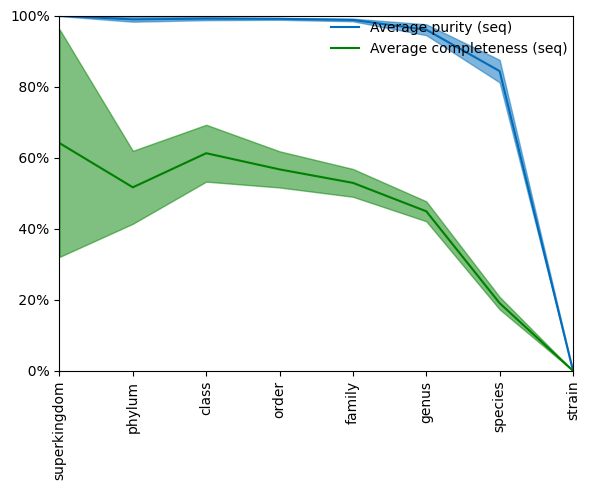 100%
80%
60%
40%
20%
0%
Average purity (seq)
Average completeness (seq)
superkingdom
phylum
class
order
family
genus
species
strain